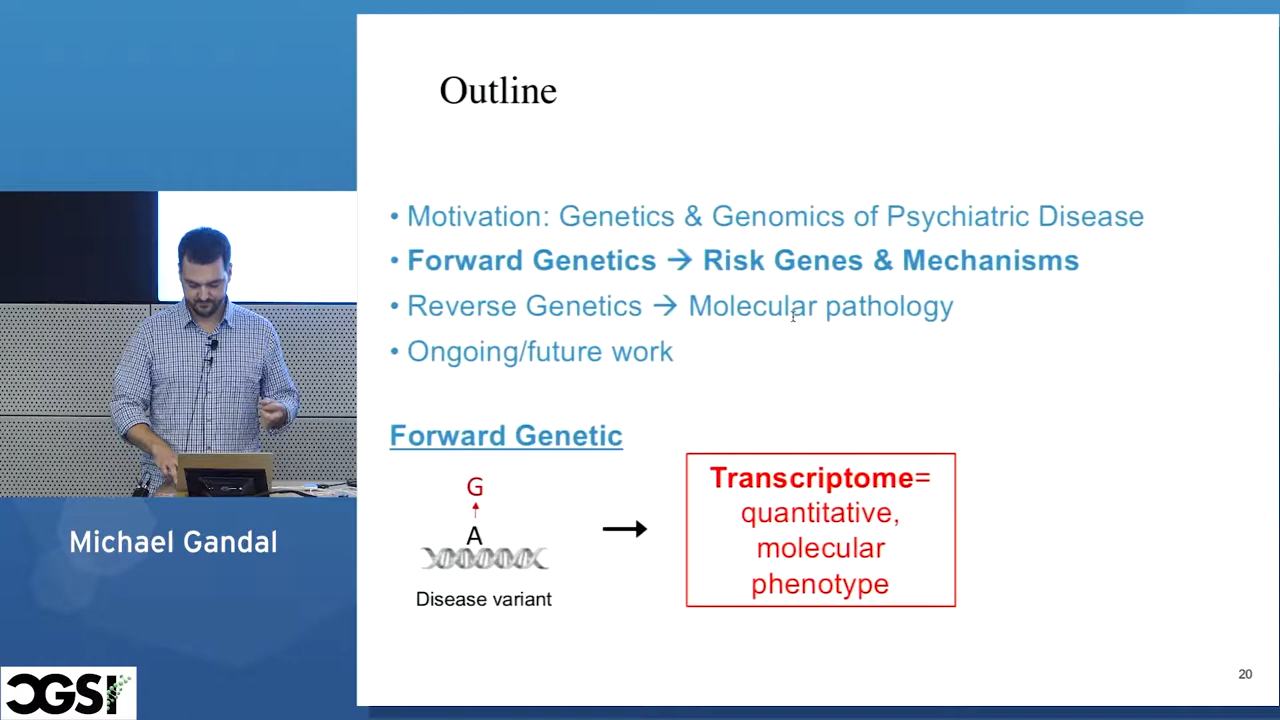 Outline
• Motivation: Genetics & Genomics of Psychiatric Disease
• Forward Genetics → Risk Genes & Mechanisms
• Reverse Genetics → Molecular pathology
• Ongoing/future work
Forward Genetic
G
A
Disease variant
Transcriptome=
quantitative,
molecular
phenotype
20
Michael Gandal
CGSI